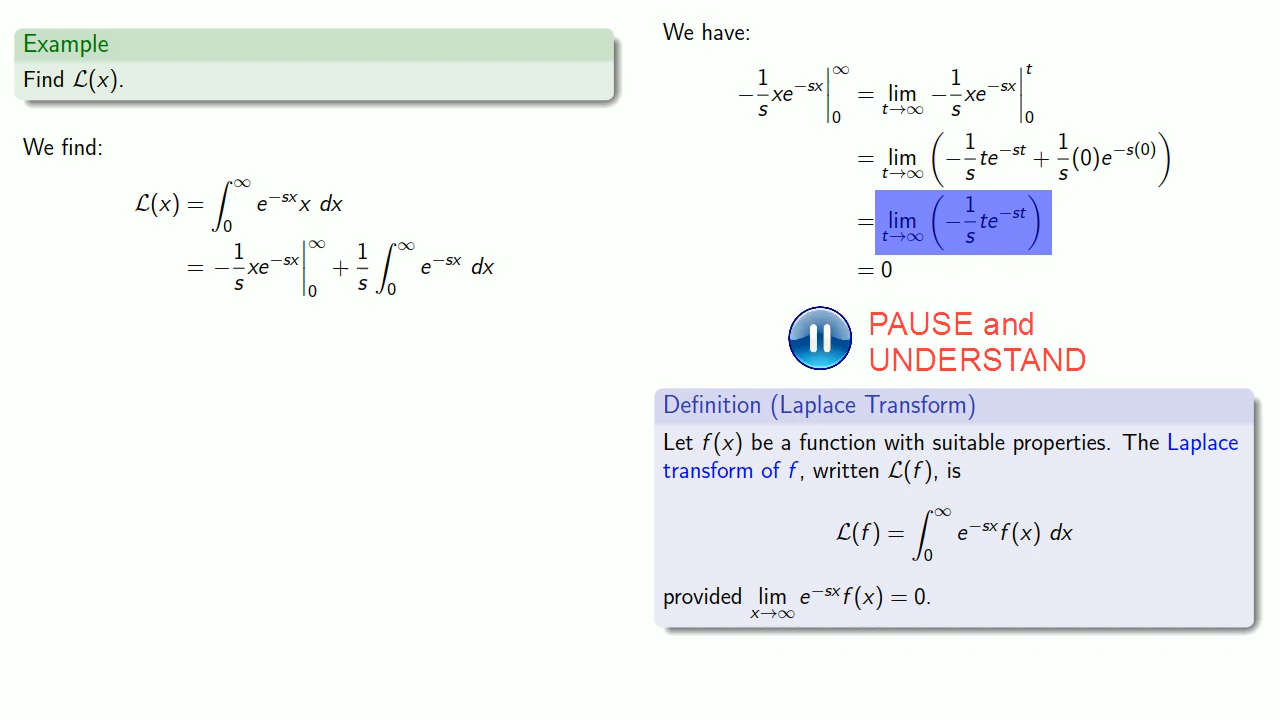 Example
Find ℒ(x).
We find:
ℒ(x) = ∫₀^∞ e^{−sx} x dx
= −(1/s) x e^{−sx} |₀^∞ + (1/s) ∫₀^∞ e^{−sx} dx
We have:
−(1/s) x e^{−sx} |₀^∞ = lim_{t→∞} −(1/s) x e^{−sx} |₀^t
= lim_{t→∞} (−(1/s) t e^{−st} + (1/s)(0)e^{−s(0)})
= lim_{t→∞} (−(1/s) t e^{−st})
= 0
PAUSE and
UNDERSTAND
Definition (Laplace Transform)
Let f(x) be a function with suitable properties. The Laplace
transform of f, written ℒ(f), is
ℒ(f) = ∫₀^∞ e^{−sx} f(x) dx
provided lim_{x→∞} e^{−sx} f(x) = 0.